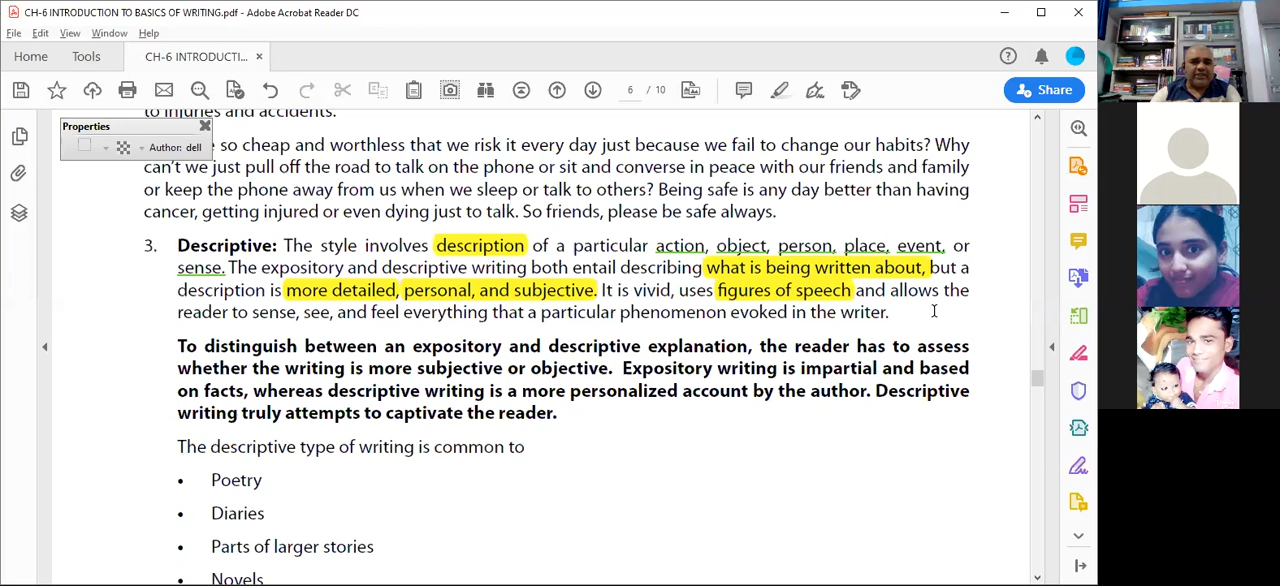 CH-6 INTRODUCTION TO BASICS OF WRITING.pdf - Adobe Acrobat Reader DC
File Edit View Window Help
Home Tools CH-6 INTRODUCTI... ×
6 / 10
Share
to injuries and accidents.
Properties
Author: dell
so cheap and worthless that we risk it every day just because we fail to change our habits? Why
can't we just pull off the road to talk on the phone or sit and converse in peace with our friends and family
or keep the phone away from us when we sleep or talk to others? Being safe is any day better than having
cancer, getting injured or even dying just to talk. So friends, please be safe always.
3. Descriptive: The style involves description of a particular action, object, person, place, event, or
sense. The expository and descriptive writing both entail describing what is being written about, but a
description is more detailed, personal, and subjective. It is vivid, uses figures of speech and allows the
reader to sense, see, and feel everything that a particular phenomenon evoked in the writer.
To distinguish between an expository and descriptive explanation, the reader has to assess
whether the writing is more subjective or objective. Expository writing is impartial and based
on facts, whereas descriptive writing is a more personalized account by the author. Descriptive
writing truly attempts to captivate the reader.
The descriptive type of writing is common to
• Poetry
• Diaries
• Parts of larger stories
• Novels